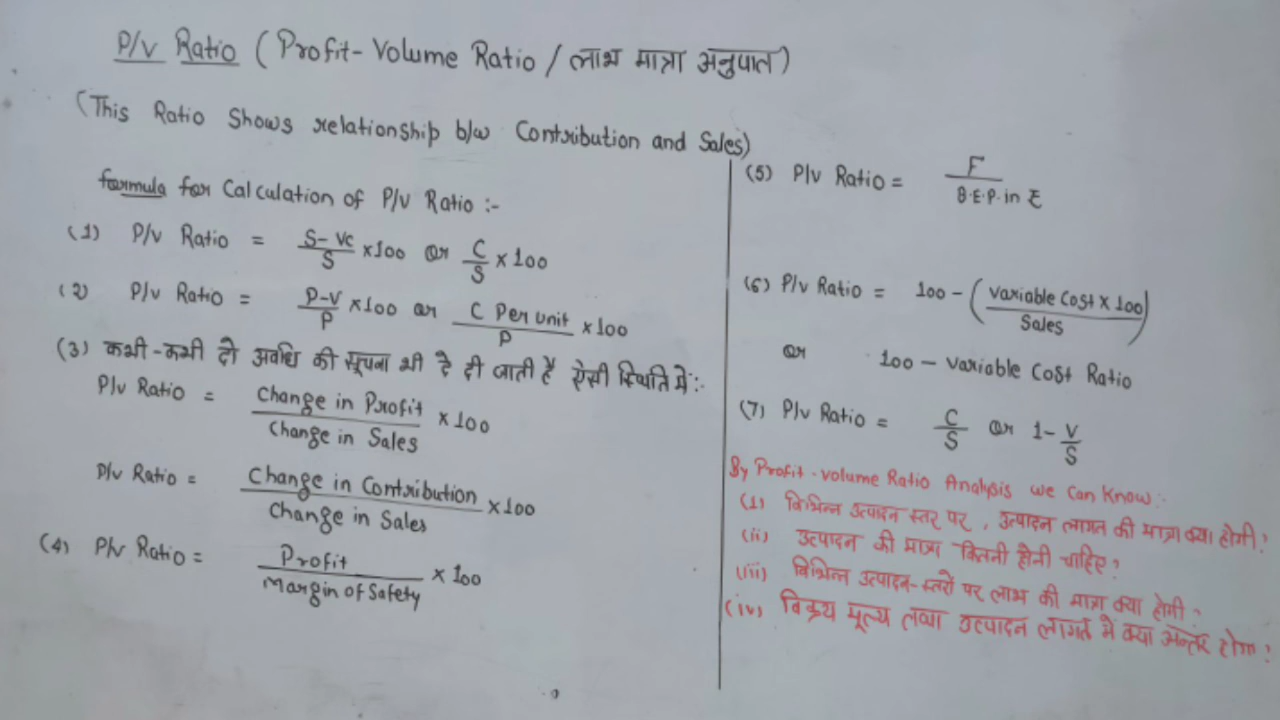 P/V Ratio (Profit-Volume Ratio / लाभ मात्रा अनुपात)
(This Ratio Shows relationship b/w Contribution and Sales)
formula for Calculation of P/V Ratio :-
(1) P/V Ratio = S-VC/S ×100 or C/S × 100
(2) P/V Ratio = P-V/P ×100 or C Per unit/P ×100
(3) कभी-कभी दो अवधि की सूचना भी दे दी जाती है ऐसी स्थिति में:-
P/V Ratio = Change in Profit/Change in Sales × 100
P/V Ratio = Change in Contribution/Change in Sales ×100
(4) P/V Ratio = Profit/Margin of Safety × 100
(5) P/V Ratio = F/B.E.P. in ₹
(6) P/V Ratio = 100 - (Variable Cost × 100/Sales)
or 100 - Variable Cost Ratio
(7) P/V Ratio = C/S or 1- V/S
By Profit-volume Ratio Analysis we Can Know:-
(i) विभिन्न उत्पादन स्तर पर, उत्पादन लागत की मात्रा क्या होगी?
(ii) उत्पादन की मात्रा कितनी होनी चाहिए?
(iii) विभिन्न उत्पादन-स्तरों पर लाभ की मात्रा क्या होगी?
(iv) विक्रय मूल्य तथा उत्पादन लागत में क्या अन्तर होगा?